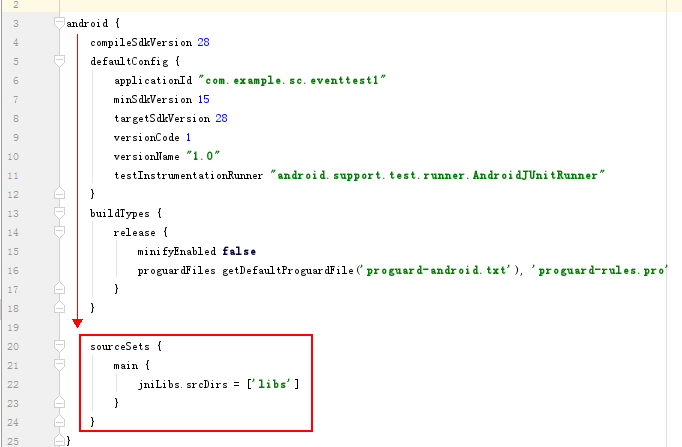 2
3 android {
4 compileSdkVersion 28
5 defaultConfig {
6 applicationId "com.example.sc.eventtest1"
7 minSdkVersion 15
8 targetSdkVersion 28
9 versionCode 1
10 versionName "1.0"
11 testInstrumentationRunner "android.support.test.runner.AndroidJUnitRunner"
12 }
13 buildTypes {
14 release {
15 minifyEnabled false
16 proguardFiles getDefaultProguardFile('proguard-android.txt'), 'proguard-rules.pro'
17 }
18 }
19
20 sourceSets {
21 main {
22 jniLibs.srcDirs = ['libs']
23 }
24 }
25 }